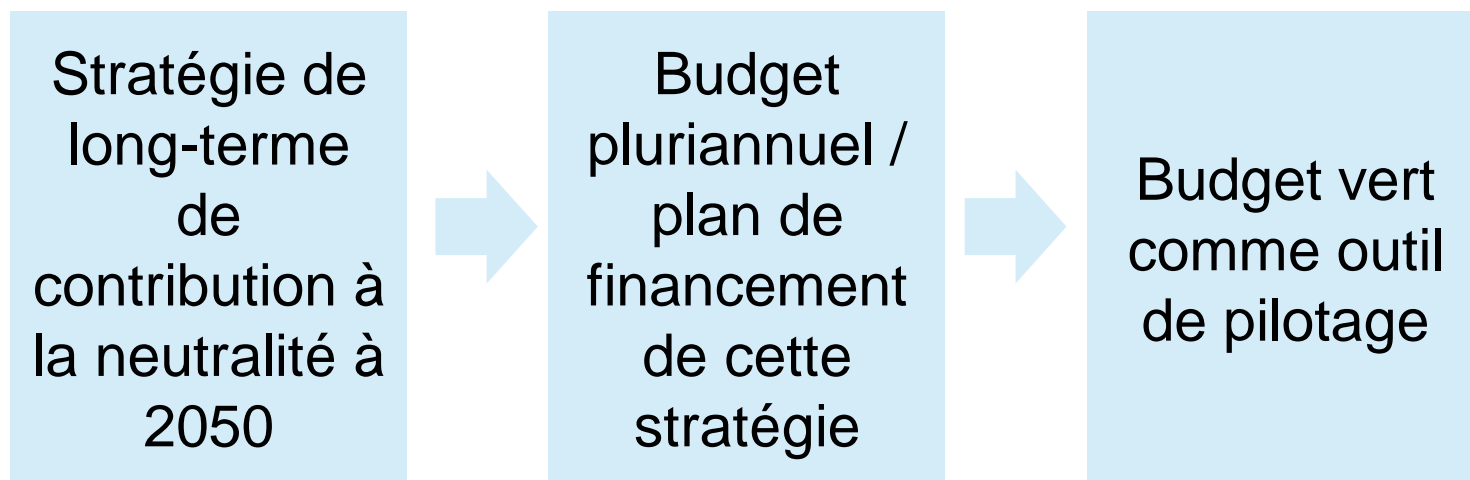 Stratégie de
long-terme
de
contribution à
la neutralité à
2050
Budget
pluriannuel /
plan de
financement
de cette
stratégie
Budget vert
comme outil
de pilotage